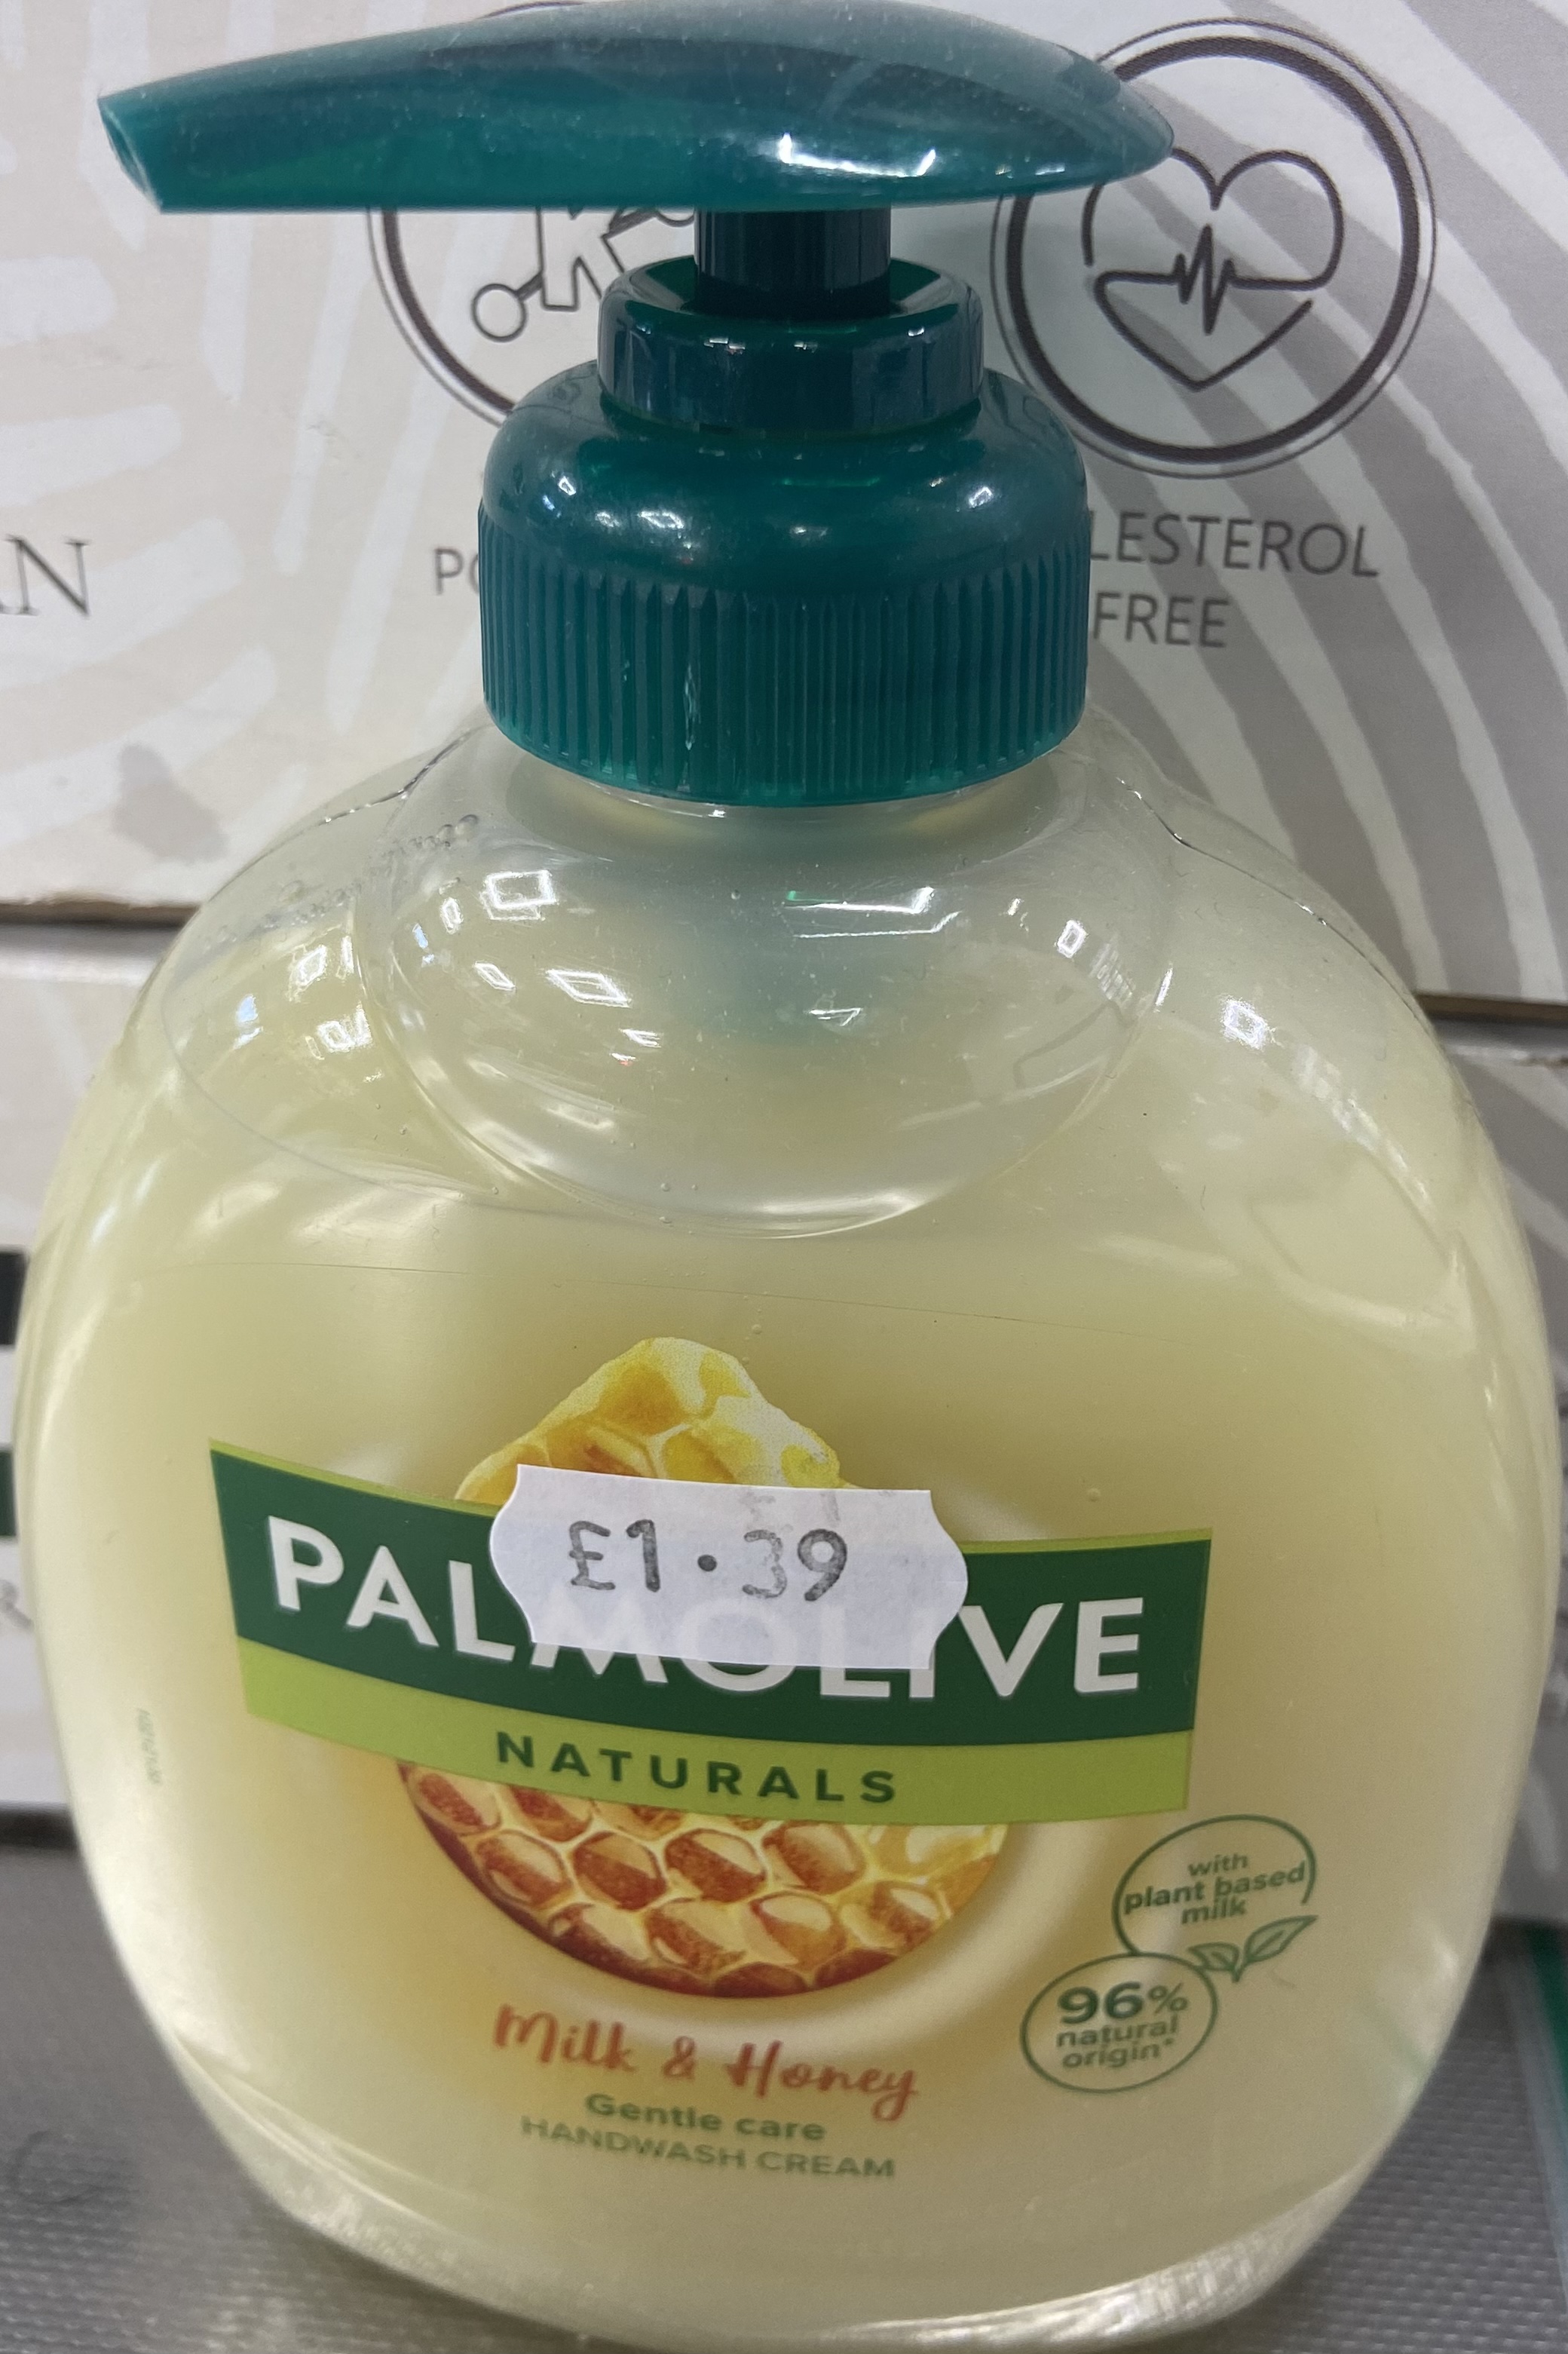 LESTEROL
FREE
£1.39
PALMOLIVE
NATURALS
with
plant based
milk
96%
natural
origin*
Milk & Honey
Gentle care
HANDWASH CREAM